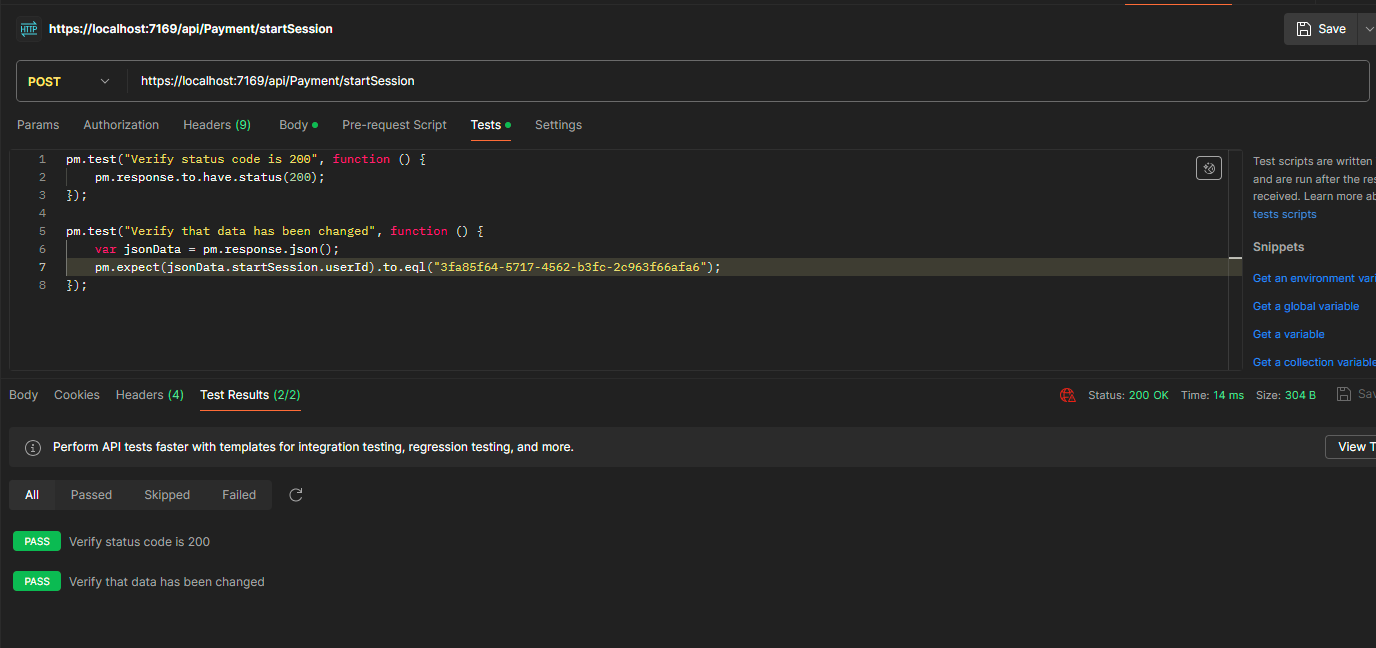 HTTP https://localhost:7169/api/Payment/startSession Save
POST https://localhost:7169/api/Payment/startSession
Params Authorization Headers (9) Body Pre-request Script Tests Settings
1 pm.test("Verify status code is 200", function () {
2 pm.response.to.have.status(200);
3 });
4
5 pm.test("Verify that data has been changed", function () {
6 var jsonData = pm.response.json();
7 pm.expect(jsonData.startSession.userId).to.eql("3fa85f64-5717-4562-b3fc-2c963f66afa6");
8 });
Test scripts are written
and are run after the res
received. Learn more ab
tests scripts
Snippets
Get an environment vari
Get a global variable
Get a variable
Get a collection variable
Body Cookies Headers (4) Test Results (2/2) Status: 200 OK Time: 14 ms Size: 304 B Sav
Perform API tests faster with templates for integration testing, regression testing, and more. View T
All Passed Skipped Failed
PASS Verify status code is 200
PASS Verify that data has been changed